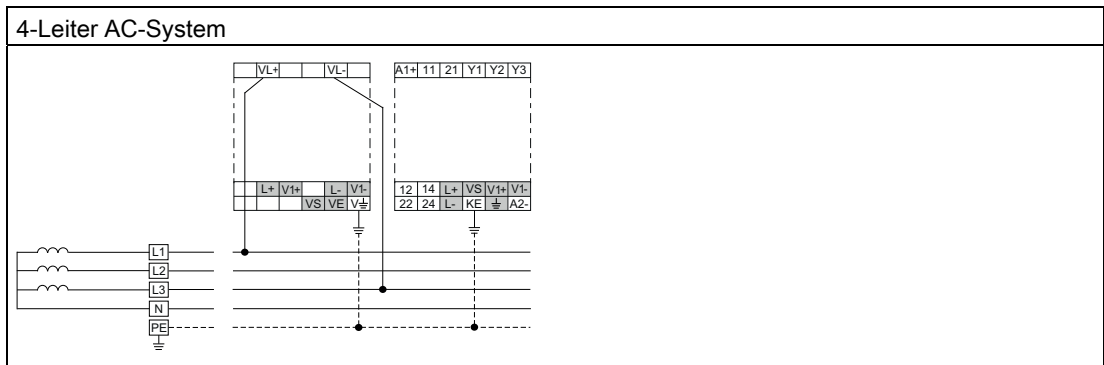 4-Leiter AC-System
VL+ VL- A1+ 11 21 Y1 Y2 Y3
L+ V1+ L- V1- 12 14 L+ VS V1+ V1-
VS VE V⏚ 22 24 L- KE ⏚ A2-
L1
L2
L3
N
PE